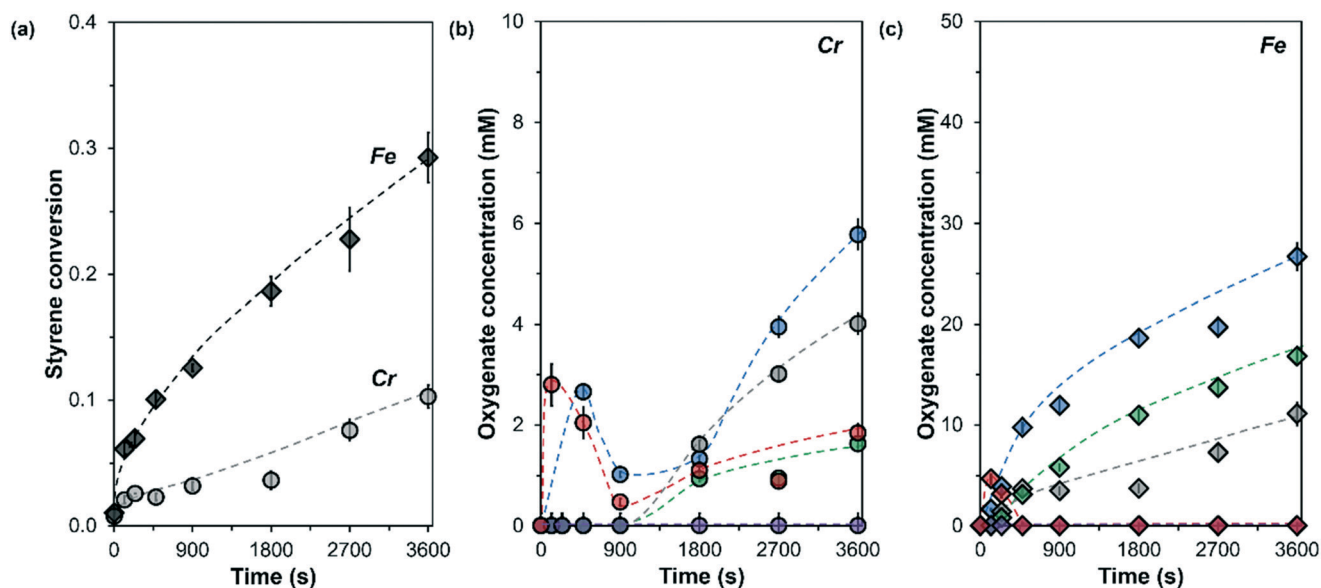 (a)
0.4
0.3
0.2
0.1
0.0
Styrene conversion
Fe
Cr
0 900 1800 2700 3600
Time (s)
(b)
10
8
6
4
2
0
Oxygenate concentration (mM)
Cr
0 900 1800 2700 3600
Time (s)
(c)
50
40
30
20
10
0
Oxygenate concentration (mM)
Fe
0 900 1800 2700 3600
Time (s)